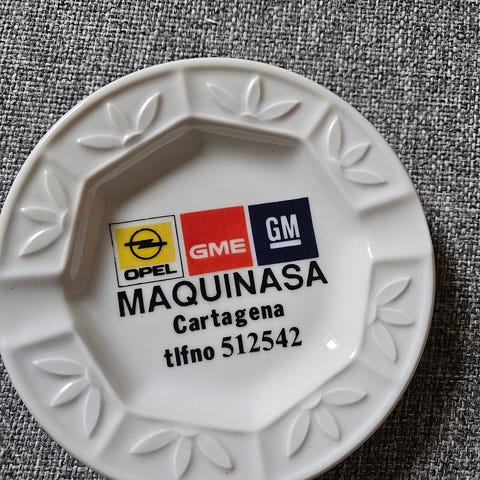 OPEL GME GM
MAQUINASA
Cartagena
tlfno 512542